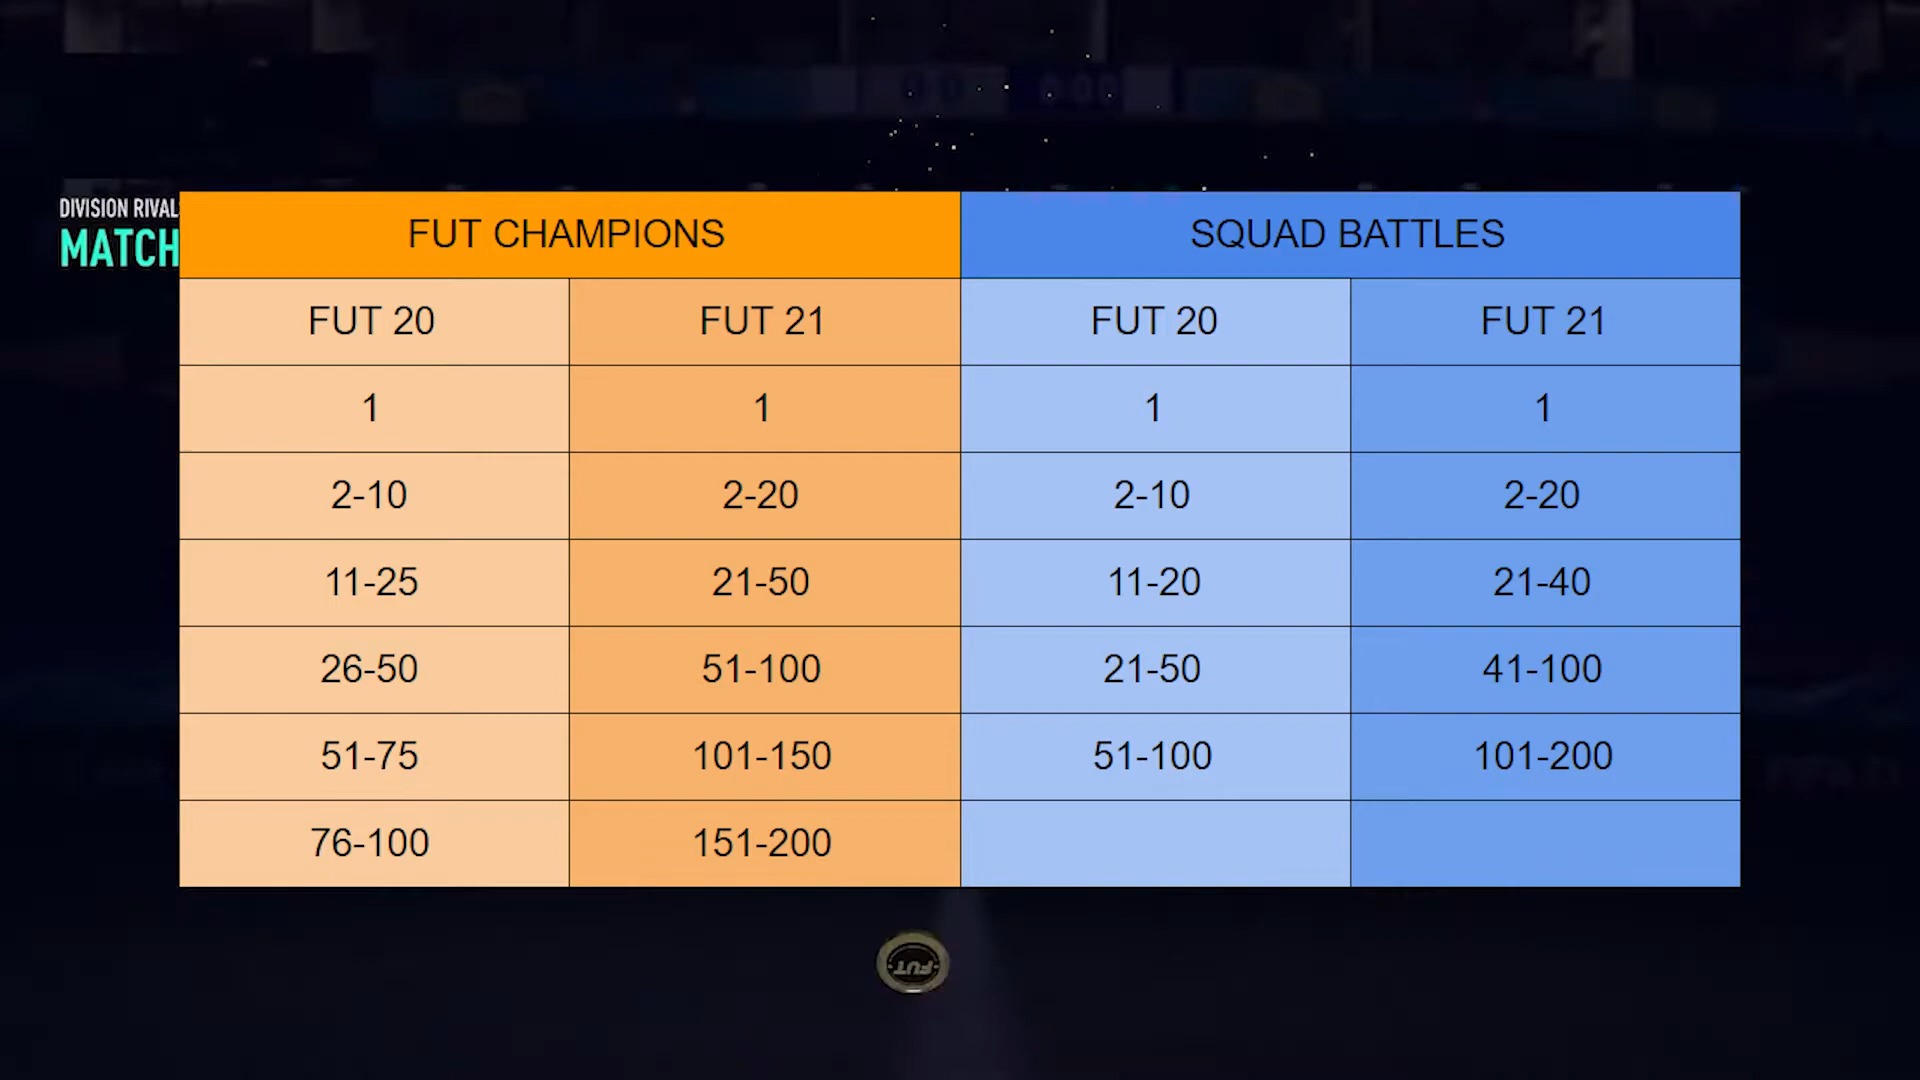 DIVISION RIVAL
MATCH
FUT CHAMPIONS SQUAD BATTLES
FUT 20 FUT 21 FUT 20 FUT 21
1 1 1 1
2-10 2-20 2-10 2-20
11-25 21-50 11-20 21-40
26-50 51-100 21-50 41-100
51-75 101-150 51-100 101-200
76-100 151-200
FUT